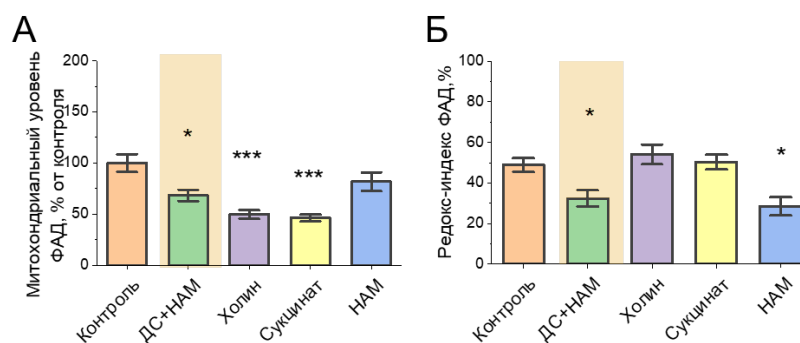 А
Митохондриальный уровень
ФАД, % от контроля
200
150
100
50
0
*
***
***
Контроль
ДС+НАМ
Холин
Сукцинат
НАМ
Б
Редокс-индекс ФАД, %
100
80
60
40
20
0
*
*
Контроль
ДС+НАМ
Холин
Сукцинат
НАМ